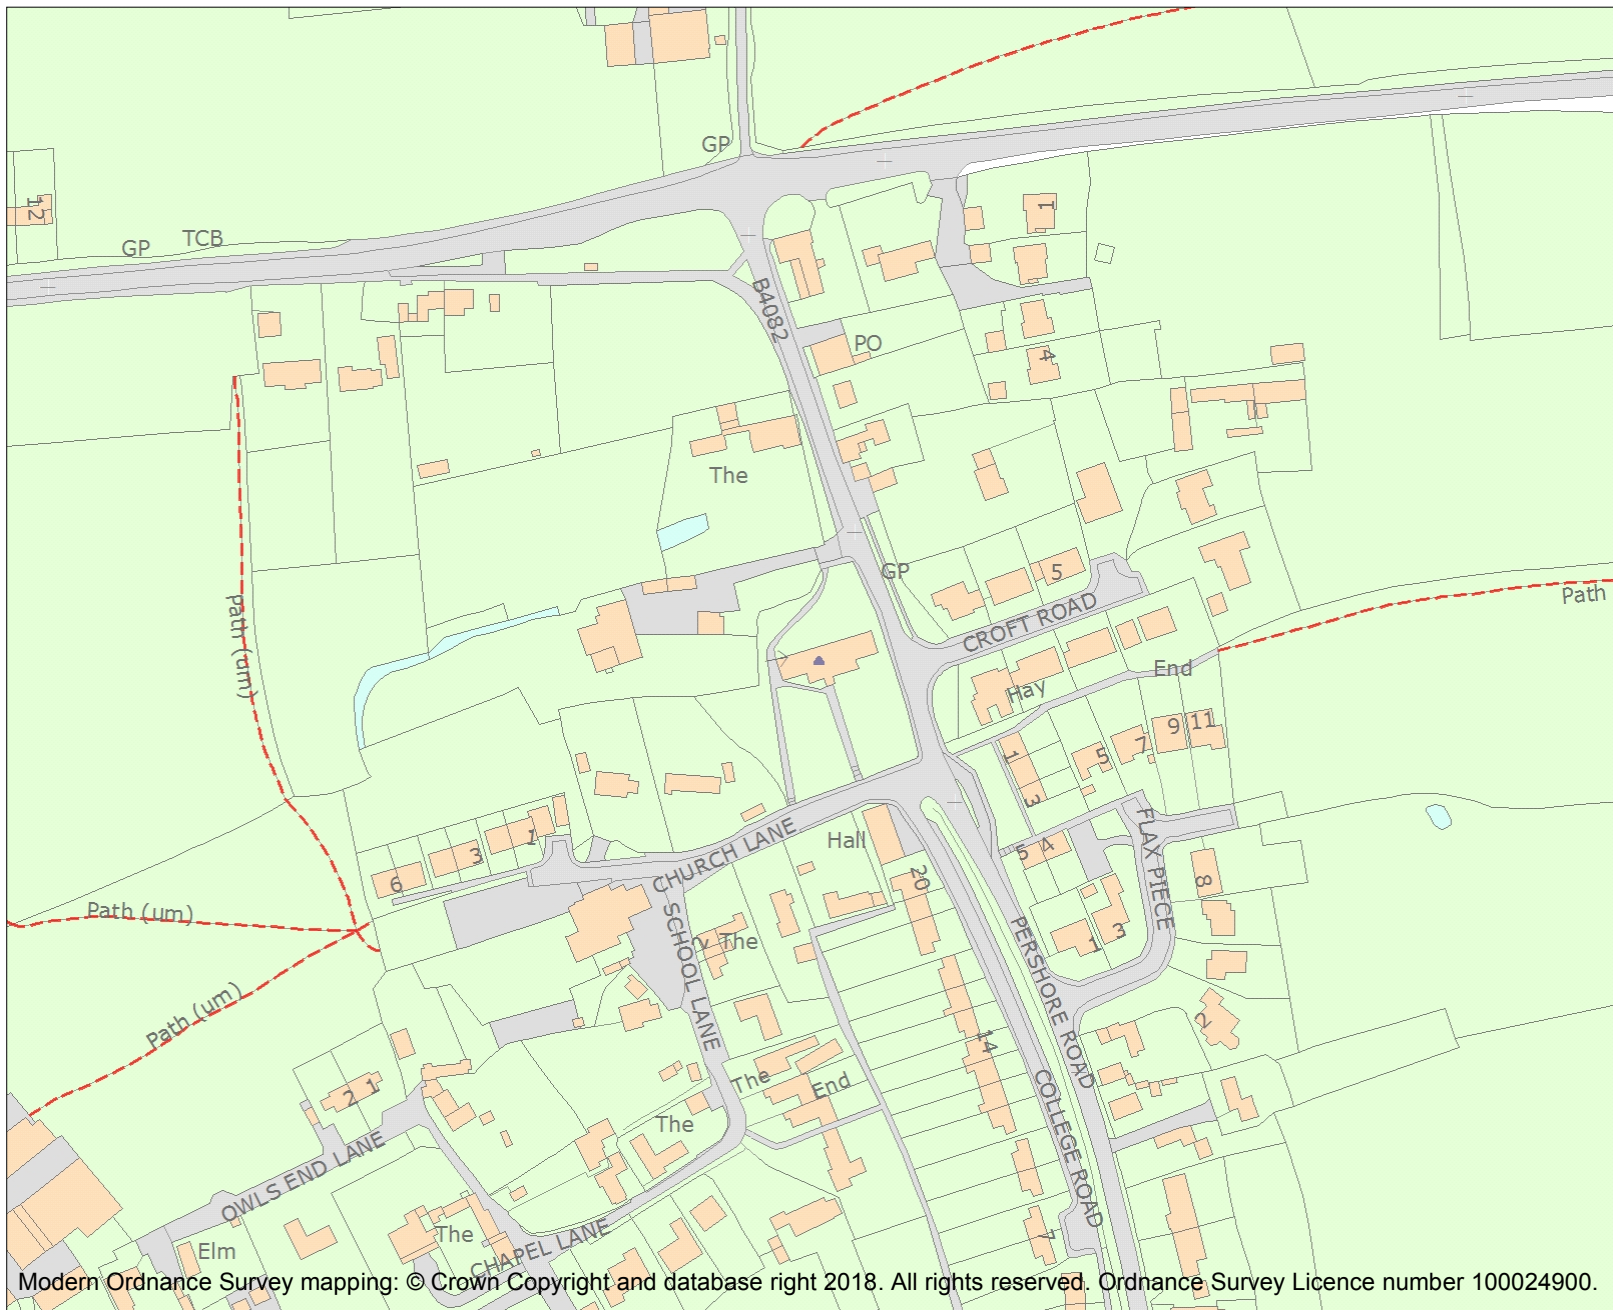 GP
12
GP
TCB
1
B4082
PO
4
The
GP
5
CROFT ROAD
Path (um)
Path
End
Hay
1
3
5
7
9
11
CHURCH LANE
Hall
1
3
6
5
4
FLAX PIECE
20
8
Path (um)
SCHOOL LANE
The
1
3
PERSHORE ROAD
Path (um)
2
14
The
End
2
1
COLLEGE ROAD
The
OWLS END LANE
7
The
CHAPEL LANE
Elm
Modern Ordnance Survey mapping: © Crown Copyright and database right 2018. All rights reserved. Ordnance Survey Licence number 100024900.